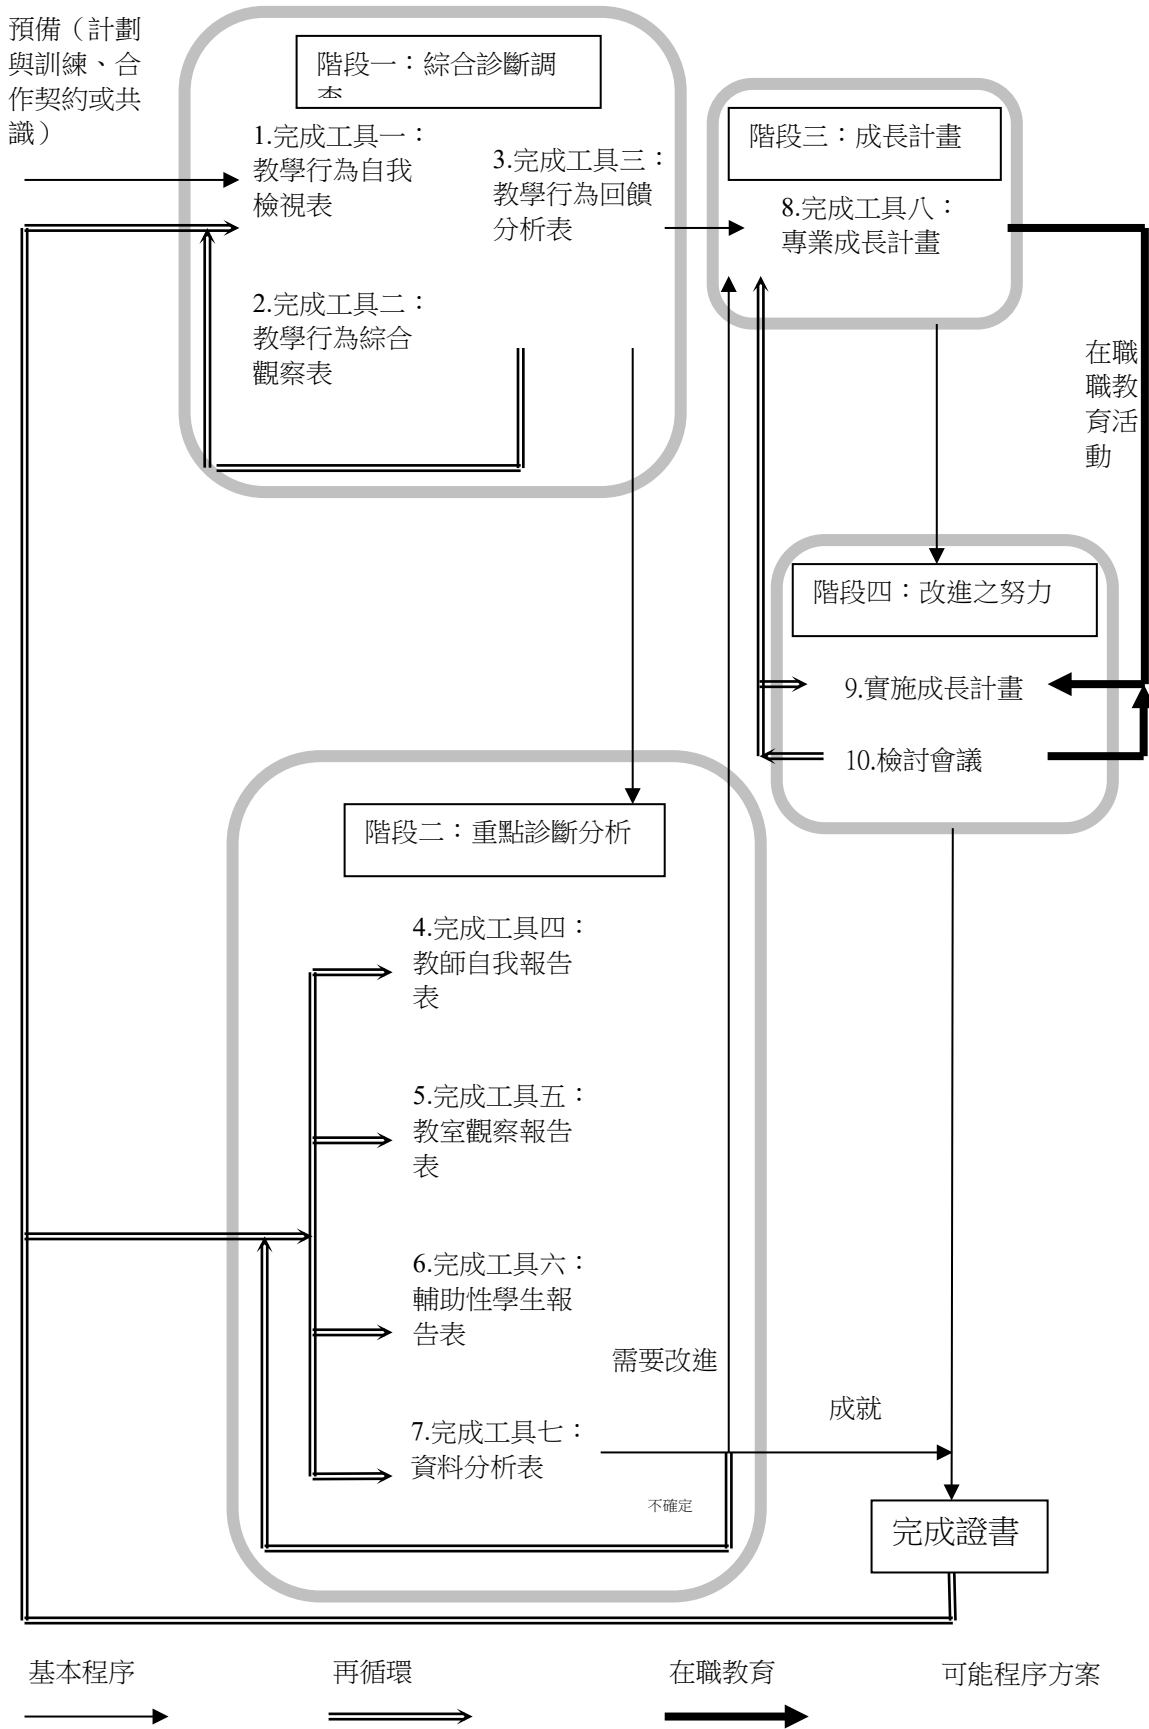 預備（計劃
與訓練、合
作契約或共
識）
階段一：綜合診斷調
查
1.完成工具一：
教學行為自我
檢視表
3.完成工具三：
教學行為回饋
分析表
2.完成工具二：
教學行為綜合
觀察表
階段三：成長計畫
8.完成工具八：
專業成長計畫
在職
職教
育活
動
階段四：改進之努力
9.實施成長計畫
10.檢討會議
階段二：重點診斷分析
4.完成工具四：
教師自我報告
表
5.完成工具五：
教室觀察報告
表
6.完成工具六：
輔助性學生報
告表
需要改進
7.完成工具七：
資料分析表
成就
不確定
完成證書
基本程序
再循環
在職教育
可能程序方案